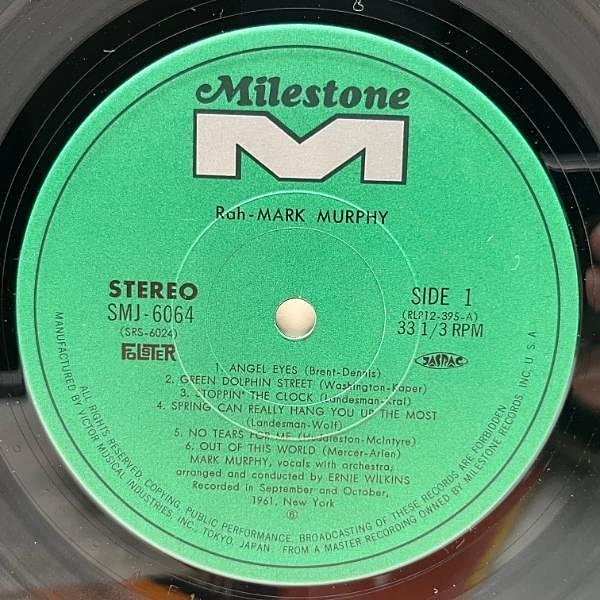 Milestone
M
Rah-MARK MURPHY
STEREO
SMJ-6064
(SRS-6024)
SIDE 1
(RLP12-395-A)
33 1/3 RPM
JASRAC
1. ANGEL EYES (Brent-Dennis)
2. GREEN DOLPHIN STREET (Washington-Kaper)
3. STOPPIN' THE CLOCK (Landesman-Kral)
4. SPRING CAN REALLY HANG YOU UP THE MOST
(Landesman-Wolf)
5. NO TEARS FOR ME (Huddleston-McIntyre)
6. OUT OF THIS WORLD (Mercer-Arlen)
MARK MURPHY, vocals with orchestra;
arranged and conducted by ERNIE WILKINS
Recorded in September and October,
1961, New York
℗
MANUFACTURED BY VICTOR MUSICAL INDUSTRIES, INC., TOKYO, JAPAN. FROM A MASTER RECORDING OWNED BY MILESTONE RECORDS INC, U.S.A.
ALL RIGHTS RESERVED, COPYING, PUBLIC PERFORMANCE, BROADCASTING OF THESE RECORDS ARE FORBIDDEN